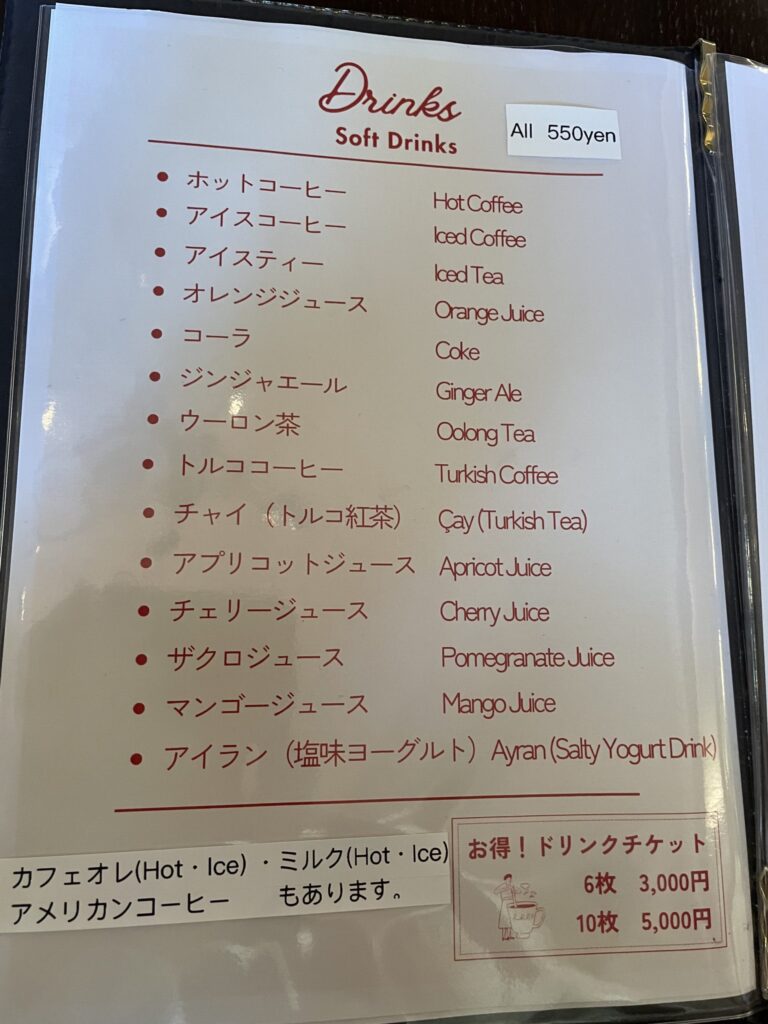 Drinks
Soft Drinks
All 550yen
• ホットコーヒー Hot Coffee
• アイスコーヒー Iced Coffee
• アイスティー Iced Tea
• オレンジジュース Orange Juice
• コーラ Coke
• ジンジャエール Ginger Ale
• ウーロン茶 Oolong Tea
• トルココーヒー Turkish Coffee
• チャイ（トルコ紅茶） Çay (Turkish Tea)
• アプリコットジュース Apricot Juice
• チェリージュース Cherry Juice
• ザクロジュース Pomegranate Juice
• マンゴージュース Mango Juice
• アイラン（塩味ヨーグルト）Ayran (Salty Yogurt Drink)
カフェオレ(Hot・Ice)・ミルク(Hot・Ice)
アメリカンコーヒー もあります。
お得！ドリンクチケット
6枚 3,000円
10枚 5,000円